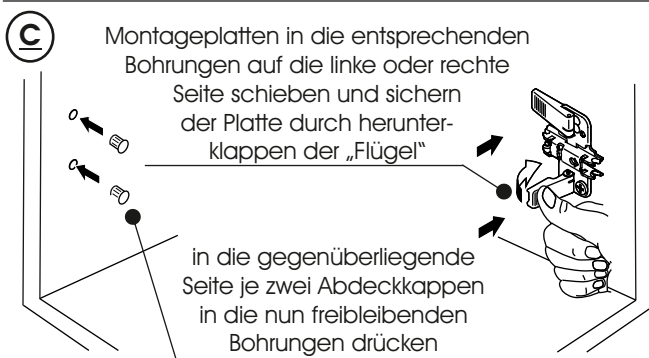 C
Montageplatten in die entsprechenden
Bohrungen auf die linke oder rechte
Seite schieben und sichern
der Platte durch herunter-
klappen der „Flügel“
in die gegenüberliegende
Seite je zwei Abdeckkappen
in die nun freibleibenden
Bohrungen drücken